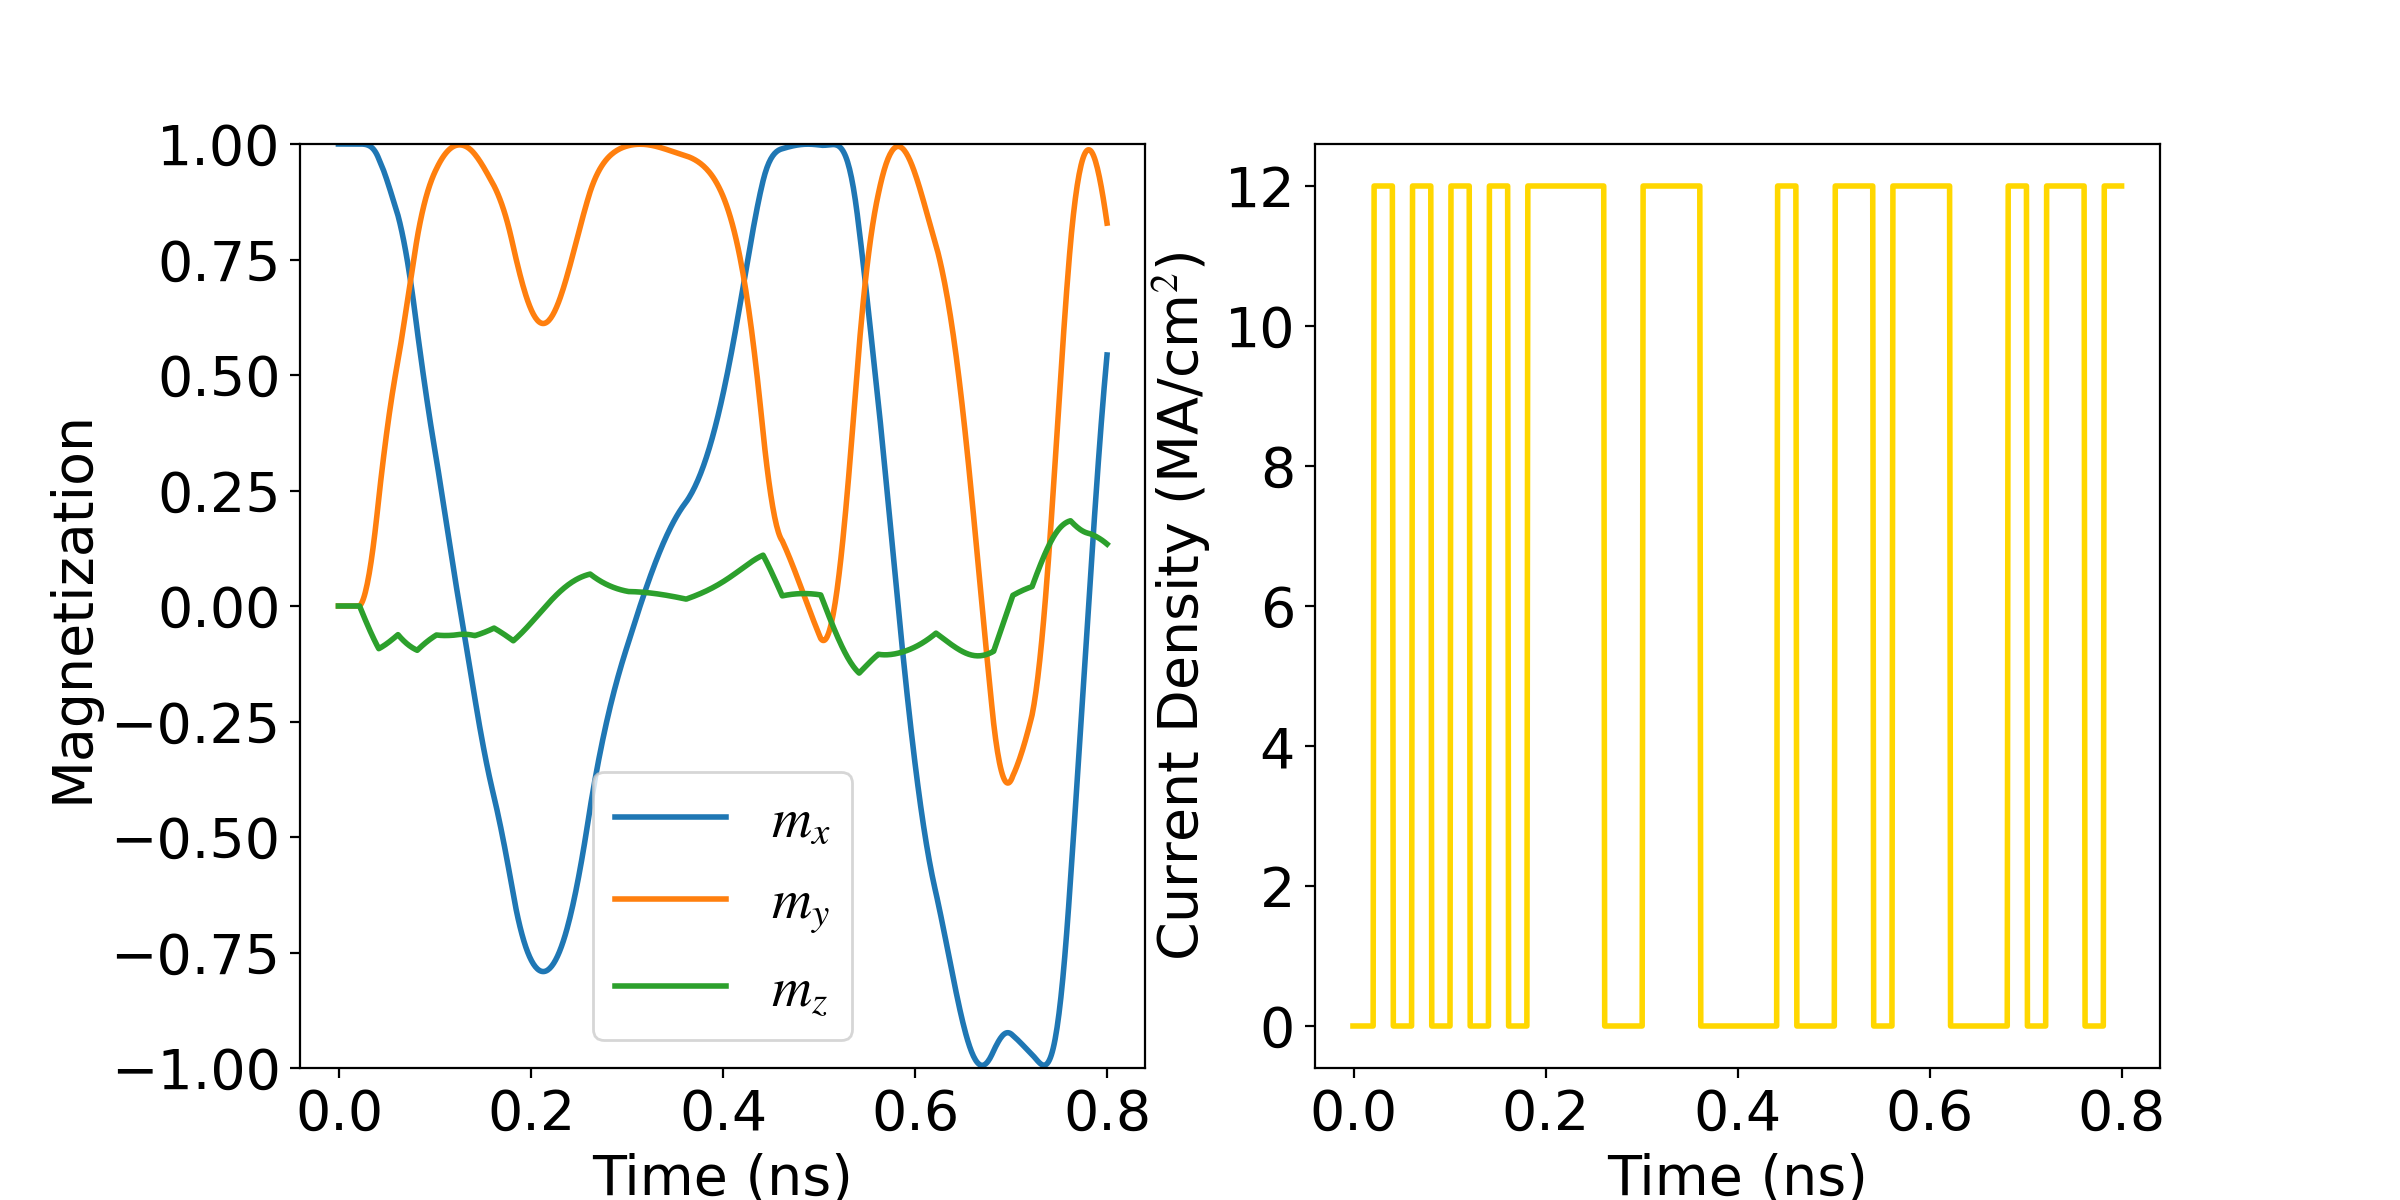 Magnetization
1.00
0.75
0.50
0.25
0.00
−0.25
−0.50
−0.75
−1.00
0.0 0.2 0.4 0.6 0.8
Time (ns)
m_x
m_y
m_z
Current Density (MA/cm²)
12
10
8
6
4
2
0
0.0 0.2 0.4 0.6 0.8
Time (ns)